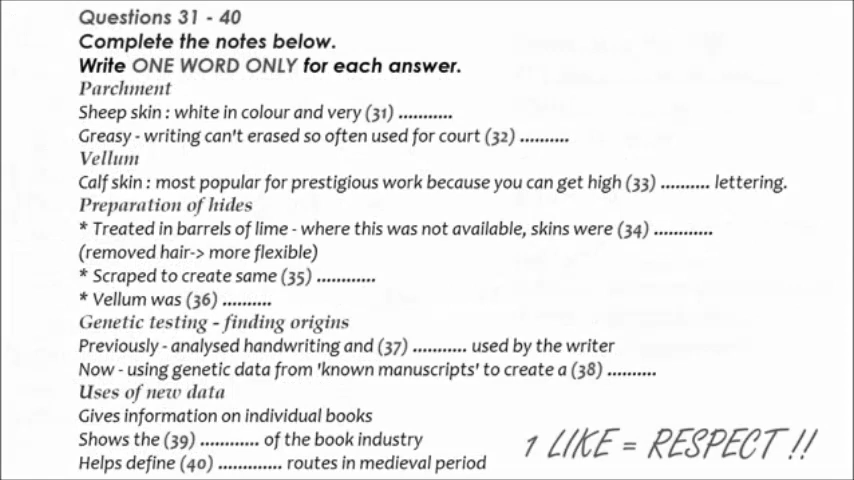 Questions 31 - 40
Complete the notes below.
Write ONE WORD ONLY for each answer.
Parchment
Sheep skin : white in colour and very (31) ...........
Greasy - writing can't erased so often used for court (32) ..........
Vellum
Calf skin : most popular for prestigious work because you can get high (33) .......... lettering.
Preparation of hides
* Treated in barrels of lime - where this was not available, skins were (34) ............
(removed hair-> more flexible)
* Scraped to create same (35) ............
* Vellum was (36) ..........
Genetic testing - finding origins
Previously - analysed handwriting and (37) ........... used by the writer
Now - using genetic data from 'known manuscripts' to create a (38) ..........
Uses of new data
Gives information on individual books
Shows the (39) ............ of the book industry
Helps define (40) ............. routes in medieval period
1 LIKE = RESPECT !!